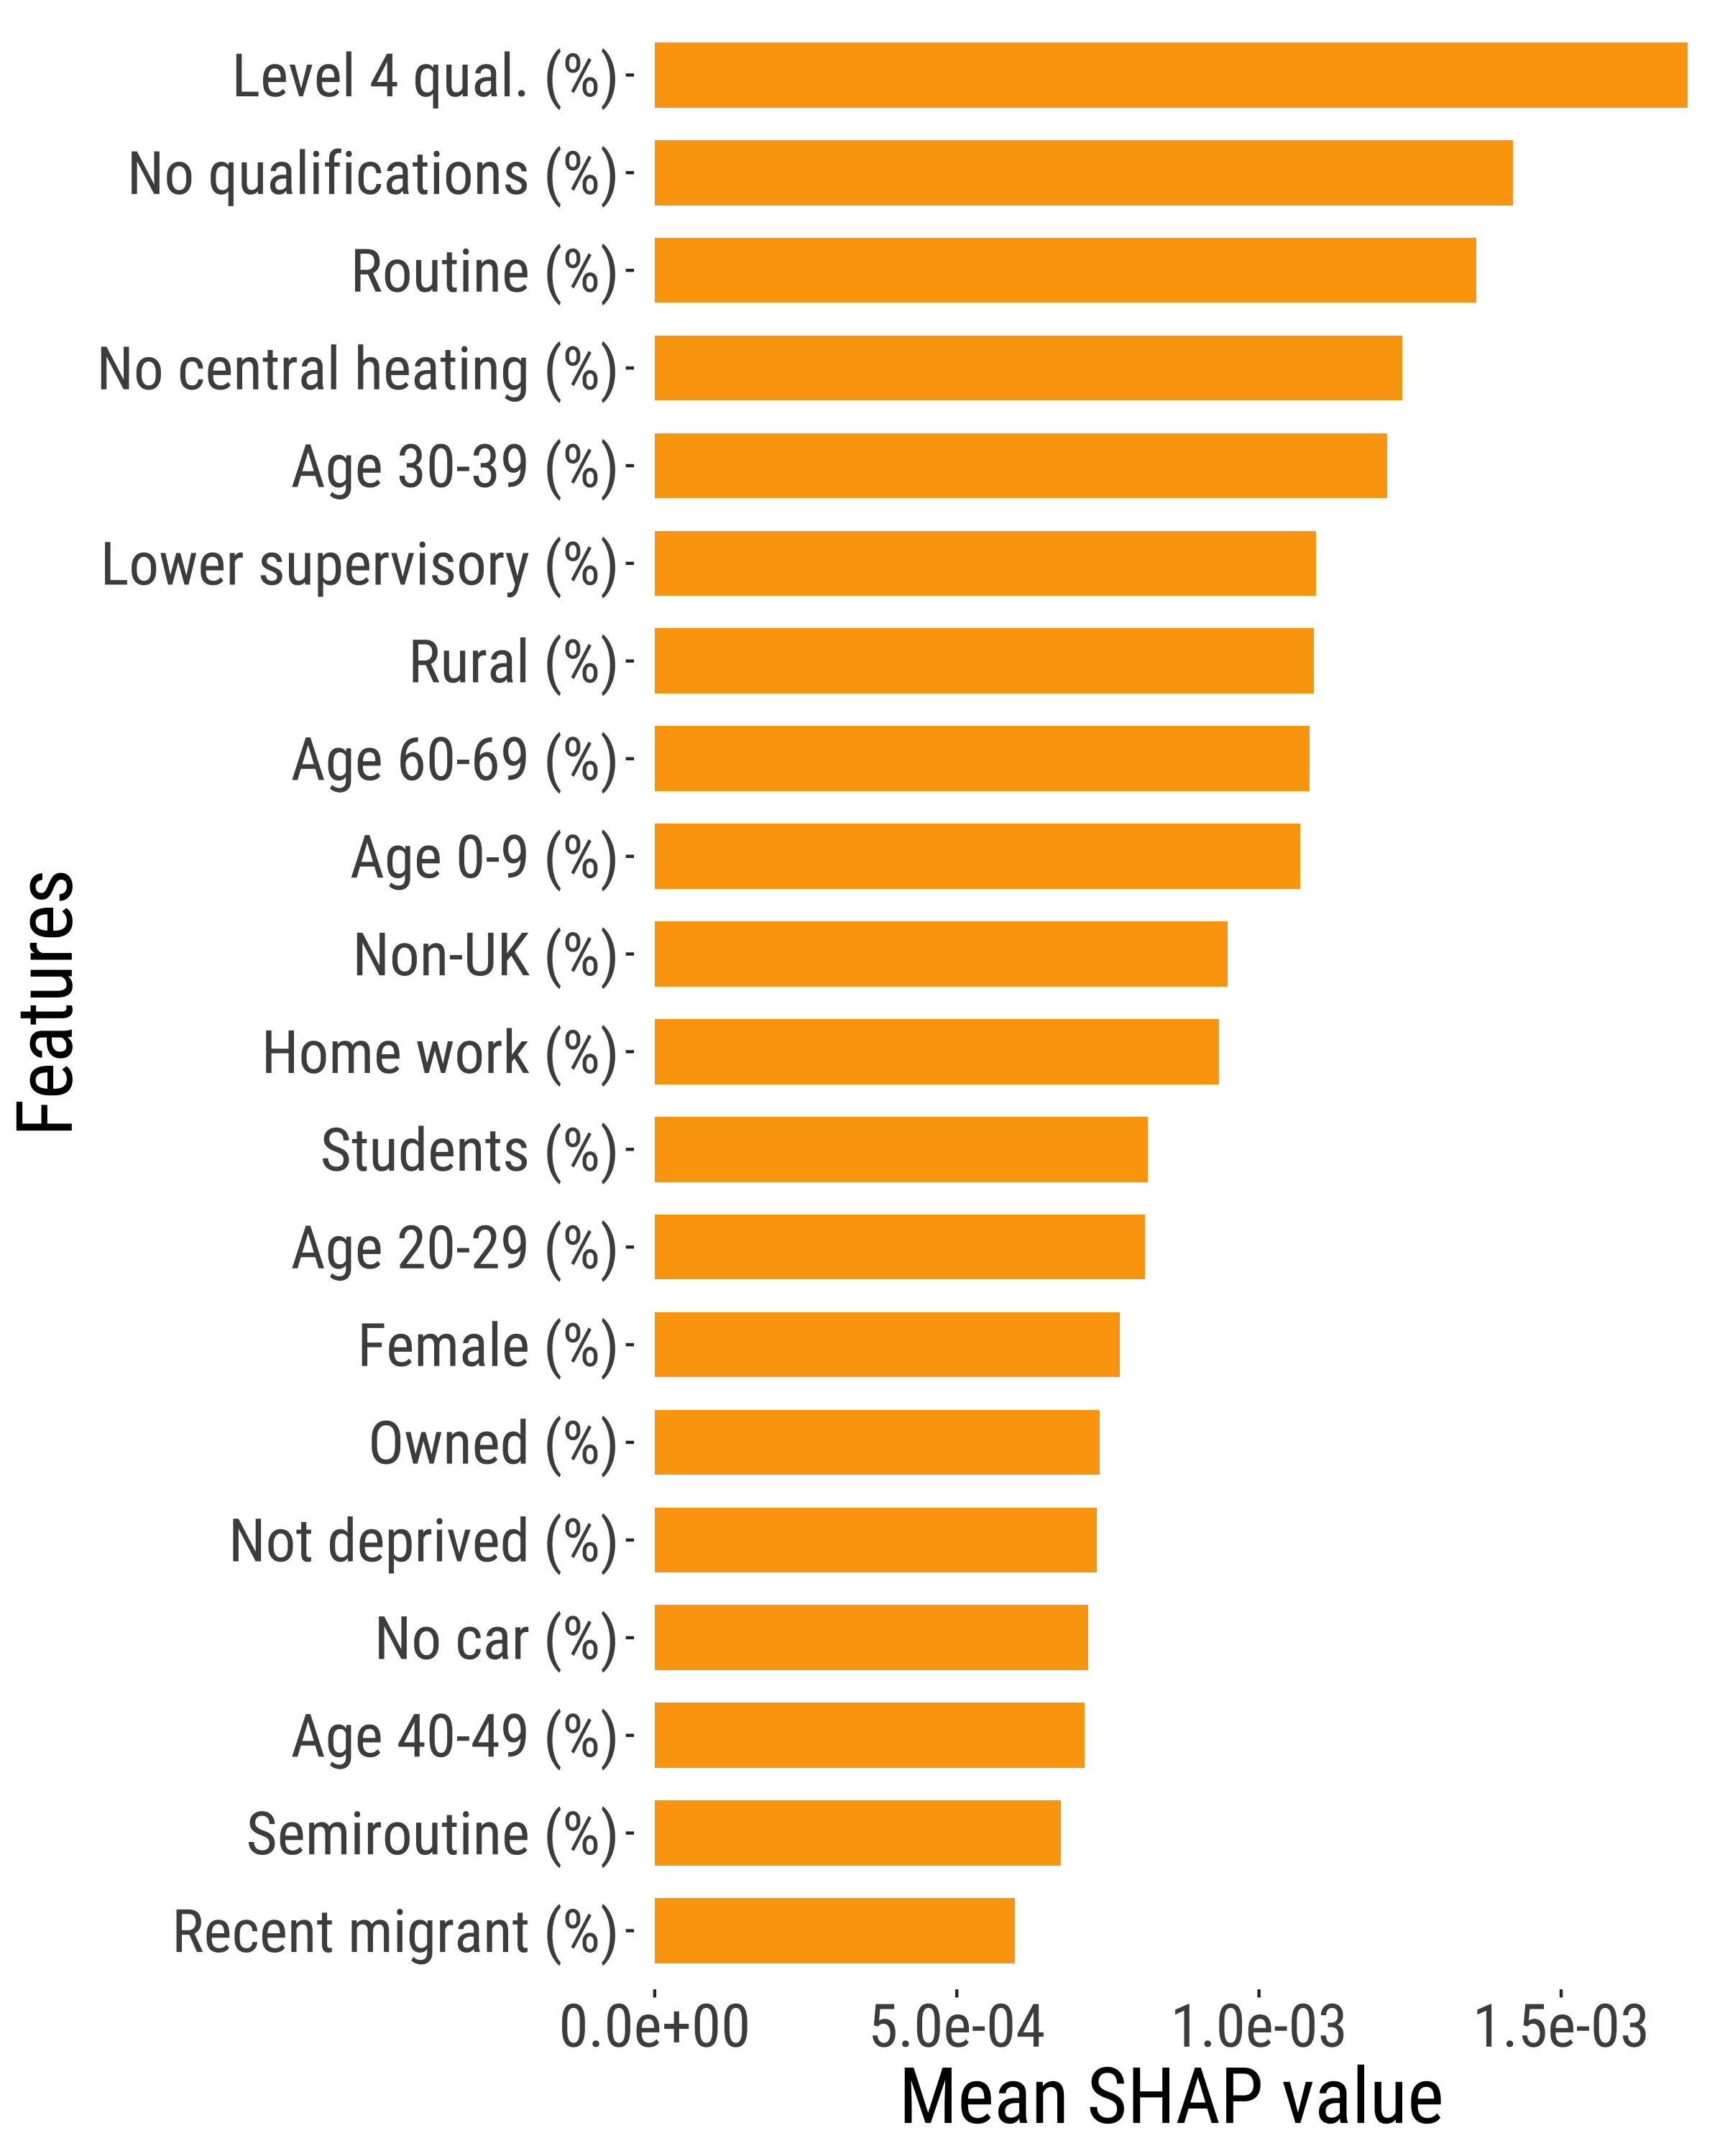 Level 4 qual. (%)
No qualifications (%)
Routine (%)
No central heating (%)
Age 30-39 (%)
Lower supervisory (%)
Rural (%)
Age 60-69 (%)
Age 0-9 (%)
Non-UK (%)
Home work (%)
Students (%)
Age 20-29 (%)
Female (%)
Owned (%)
Not deprived (%)
No car (%)
Age 40-49 (%)
Semiroutine (%)
Recent migrant (%)
Features
0.0e+00 5.0e-04 1.0e-03 1.5e-03
Mean SHAP value